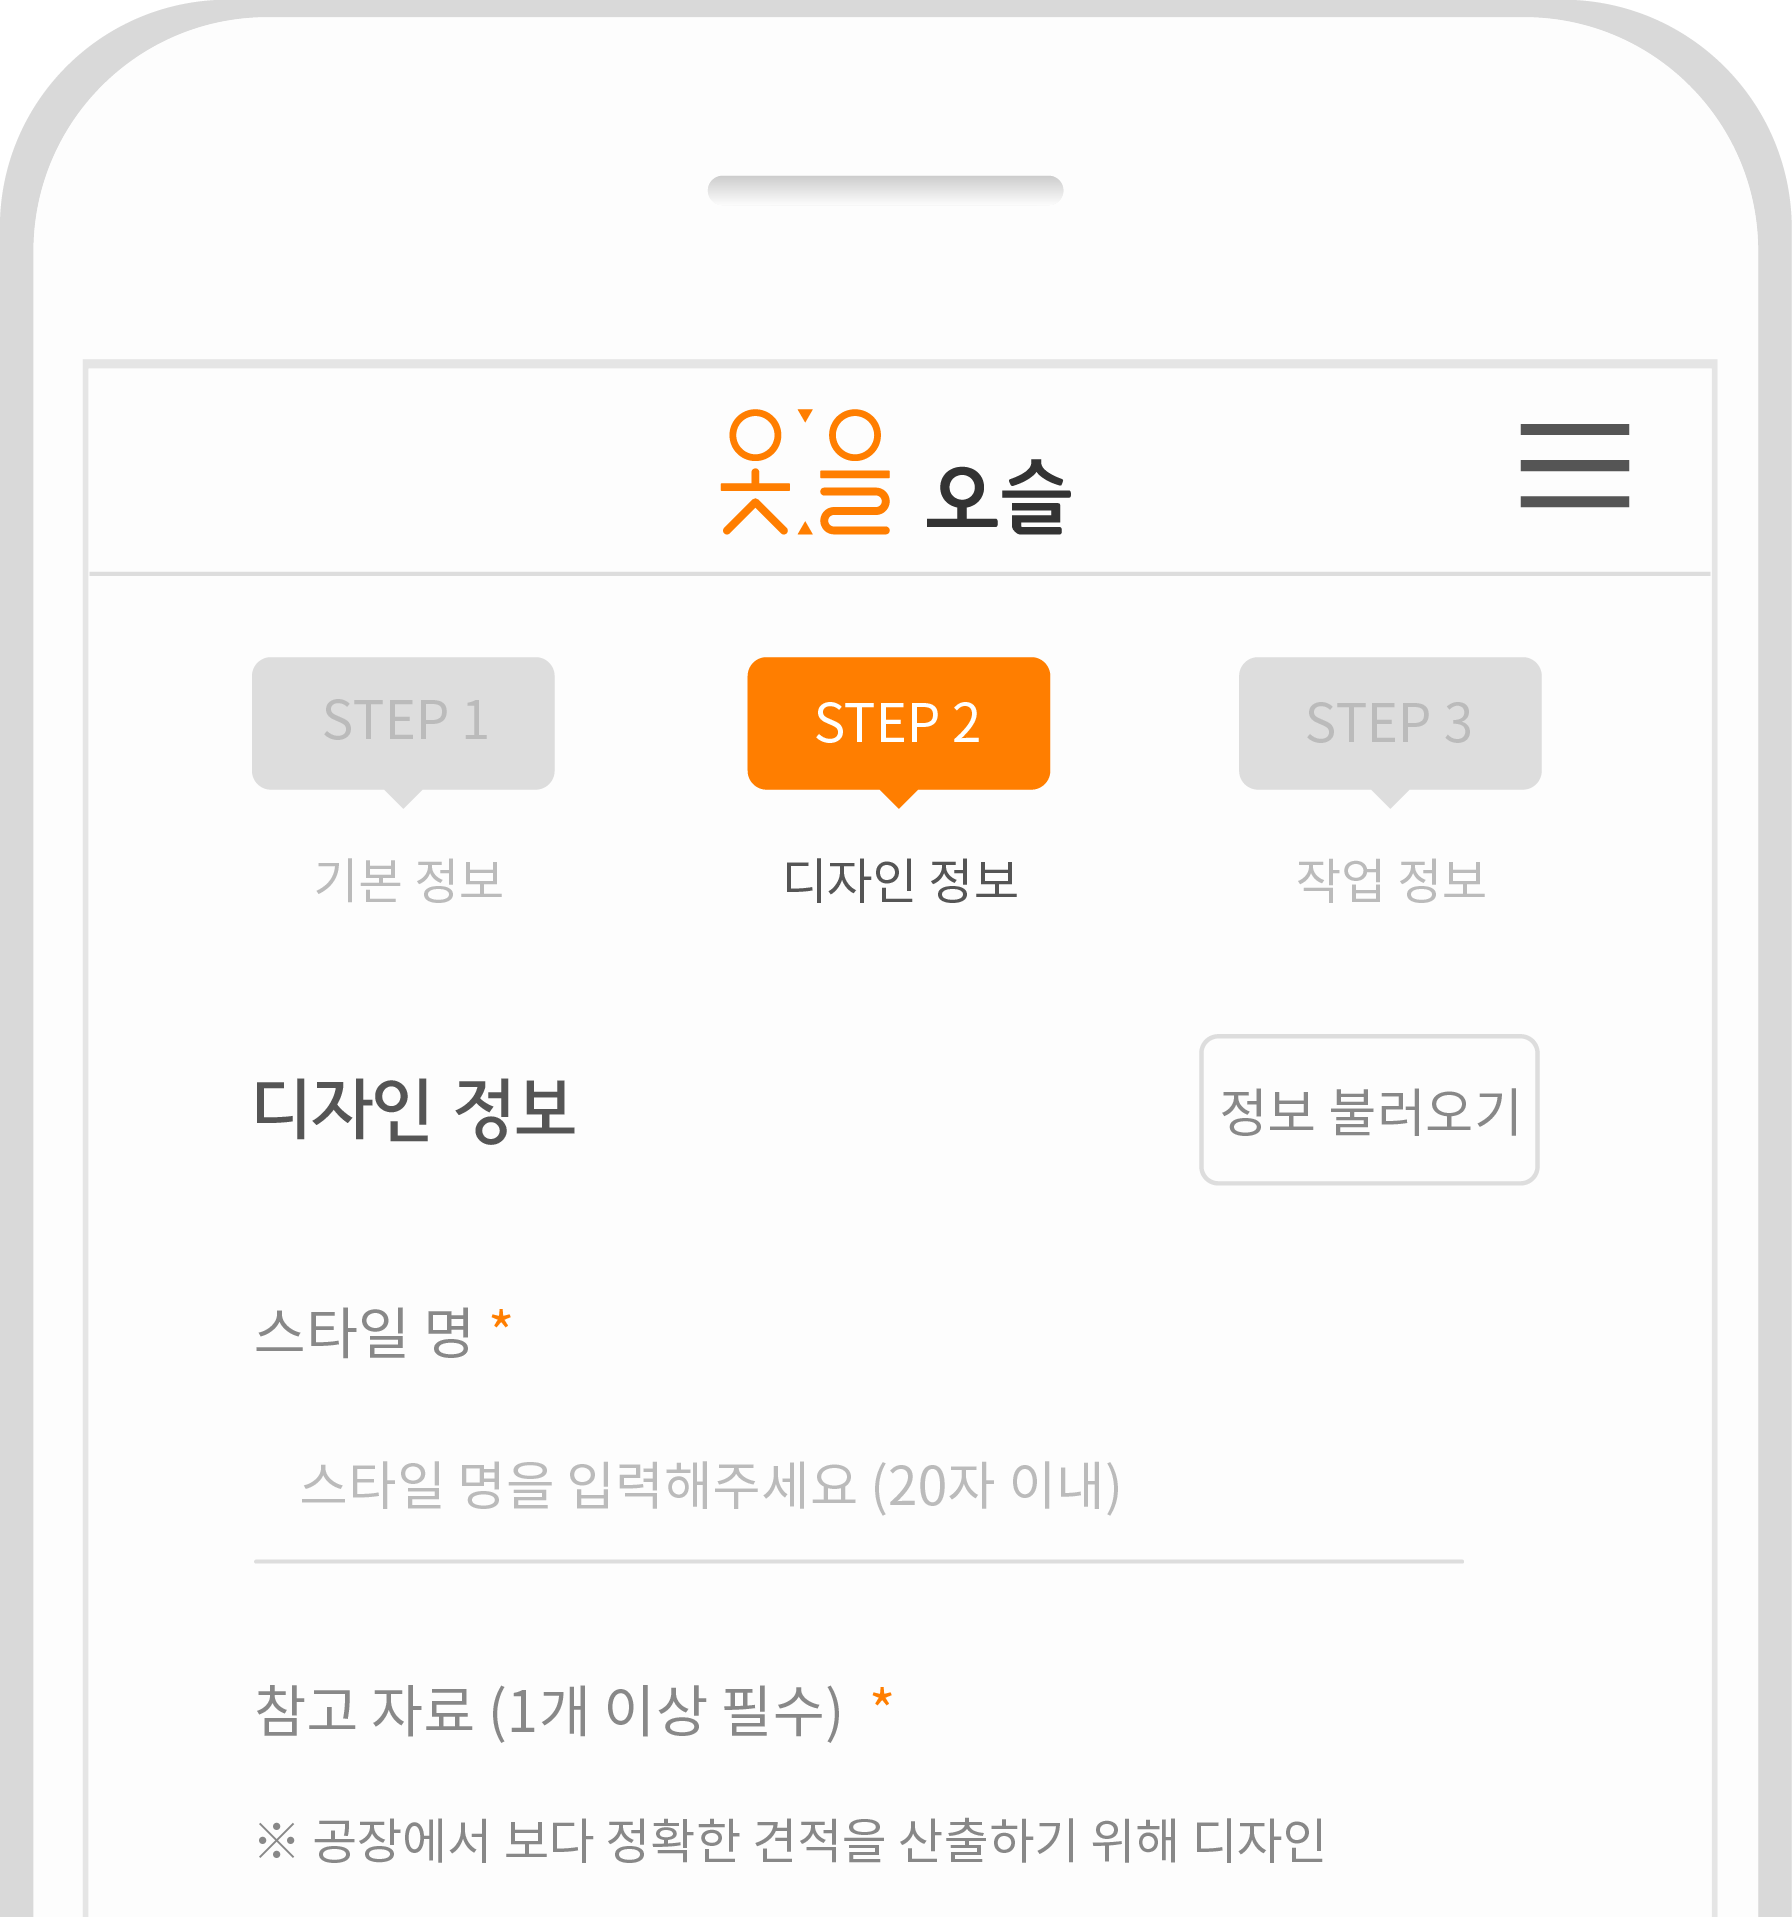 옷:을 오슬
STEP 1
STEP 2
STEP 3
기본 정보
디자인 정보
작업 정보
디자인 정보
정보 불러오기
스타일 명 *
스타일 명을 입력해주세요 (20자 이내)
참고 자료 (1개 이상 필수) *
※ 공장에서 보다 정확한 견적을 산출하기 위해 디자인